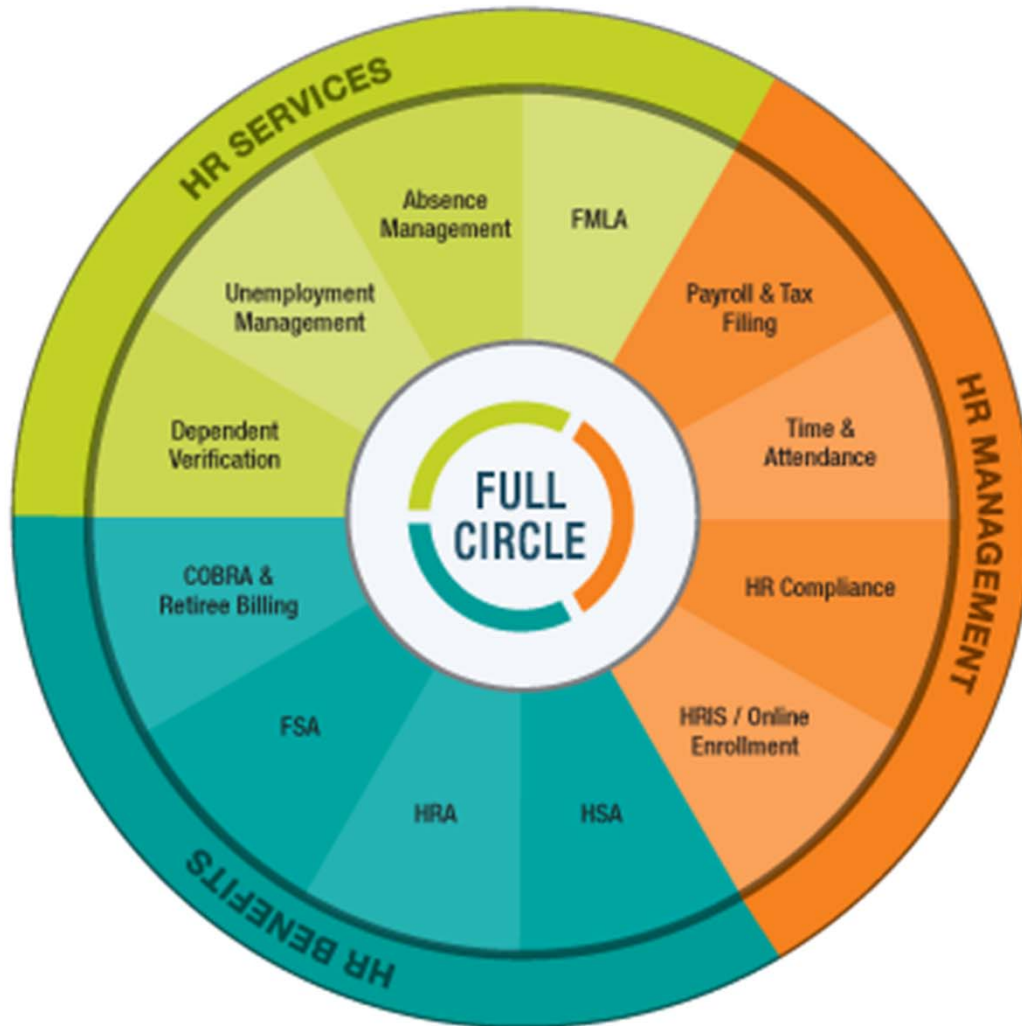 HR SERVICES
Absence
Management
FMLA
Unemployment
Management
Payroll & Tax
Filing
Dependent
Verification
Time &
Attendance
HR MANAGEMENT
FULL
CIRCLE
COBRA &
Retiree Billing
HR Compliance
FSA
HRIS / Online
Enrollment
HRA
HSA
HR BENEFITS